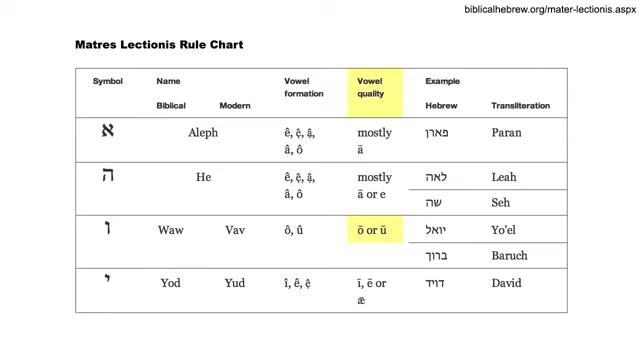 biblicalhebrew.org/mater-lectionis.aspx
Matres Lectionis Rule Chart
Symbol Name Vowel formation Vowel quality Example
Biblical Modern Hebrew Transliteration
א Aleph ê, ệ, ậ, mostly פארן Paran
â, ô ā
ה He ê, ệ, ậ, mostly לאה Leah
â, ô ā or e שה Seh
ו Waw Vav ô, û ō or ū יואל Yo'el
ברוך Baruch
י Yod Yud î, ê, ệ ī, ē or דויד David
æ